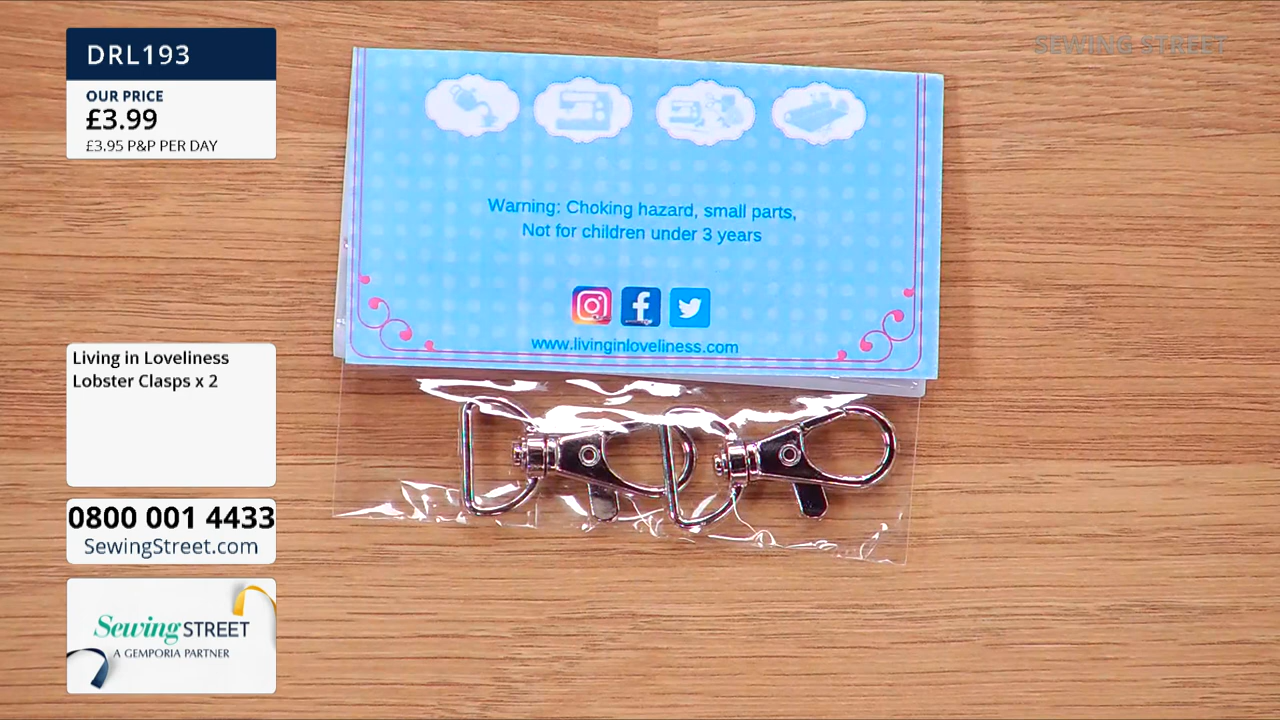 DRL193
OUR PRICE
£3.99
£3.95 P&P PER DAY
Living in Loveliness
Lobster Clasps x 2
0800 001 4433
SewingStreet.com
Sewing STREET
A GEMPORIA PARTNER
SEWING STREET
Warning: Choking hazard, small parts,
Not for children under 3 years
www.livinginloveliness.com